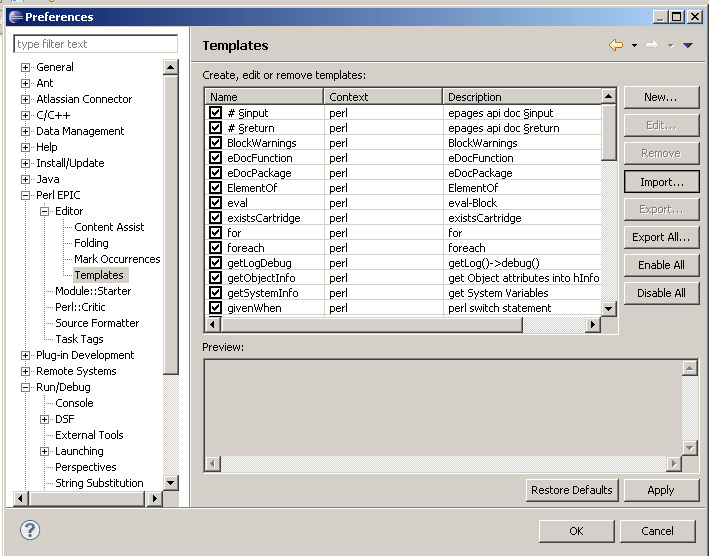 Preferences
type filter text
General
Ant
Atlassian Connector
C/C++
Data Management
Help
Install/Update
Java
Perl EPIC
Editor
Content Assist
Folding
Mark Occurrences
Templates
Module::Starter
Perl::Critic
Source Formatter
Task Tags
Plug-in Development
Remote Systems
Run/Debug
Console
DSF
External Tools
Launching
Perspectives
String Substitution
Templates
Create, edit or remove templates:
Name Context Description
# §input perl epages api doc §input
# §return perl epages api doc §return
BlockWarnings perl BlockWarnings
eDocFunction perl eDocFunction
eDocPackage perl eDocPackage
ElementOf perl ElementOf
eval perl eval-Block
existsCartridge perl existsCartridge
for perl for
foreach perl foreach
getLogDebug perl getLog()->debug()
getObjectInfo perl get Object attributes into hInfo
getSystemInfo perl get System Variables
givenWhen perl perl switch statement
New...
Edit...
Remove
Import...
Export...
Export All...
Enable All
Disable All
Preview:
Restore Defaults Apply
? OK Cancel